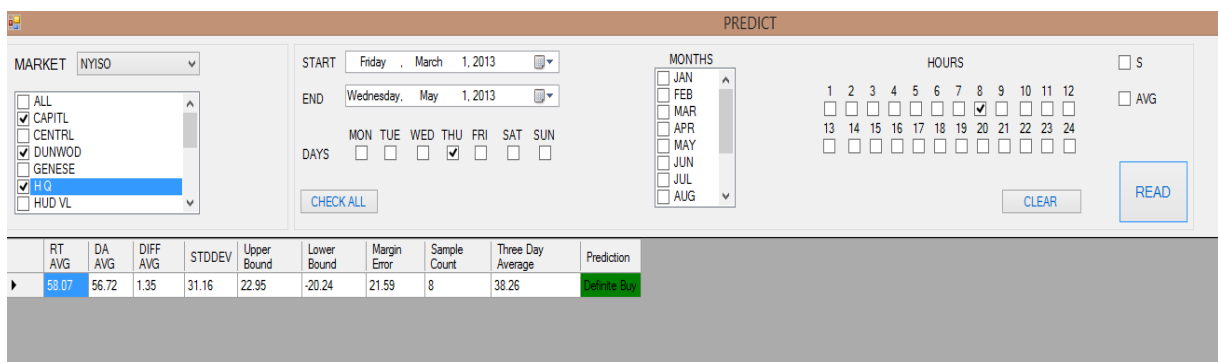 PREDICT
MARKET NYISO
ALL
CAPITL
CENTRL
DUNWOD
GENESE
H Q
HUD VL
START Friday , March 1, 2013
END Wednesday, May 1, 2013
MON TUE WED THU FRI SAT SUN
DAYS
CHECK ALL
MONTHS
JAN
FEB
MAR
APR
MAY
JUN
JUL
AUG
HOURS
1 2 3 4 5 6 7 8 9 10 11 12
13 14 15 16 17 18 19 20 21 22 23 24
CLEAR
S
AVG
READ
RT AVG DA AVG DIFF AVG STDDEV Upper Bound Lower Bound Margin Error Sample Count Three Day Average Prediction
58.07 56.72 1.35 31.16 22.95 -20.24 21.59 8 38.26 Definite Buy